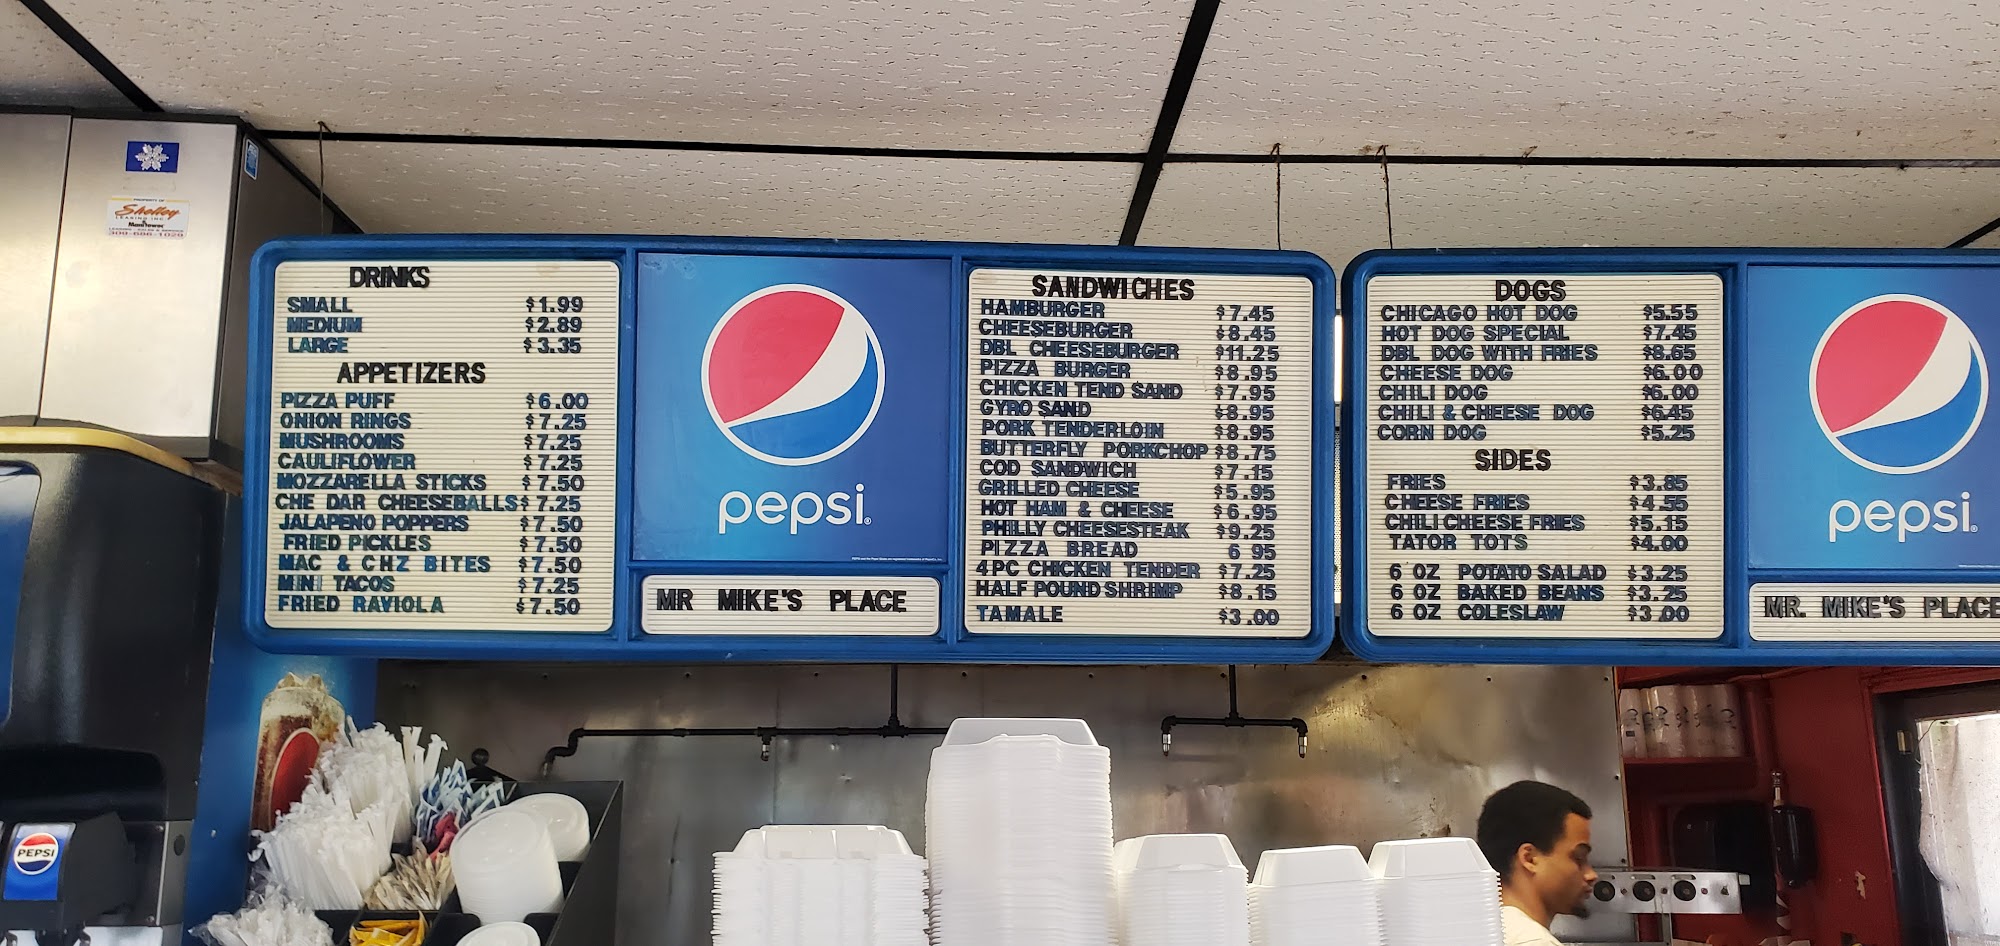 PROPERTY OF
Shelley
LEASING INC.
Manitowoc
309-686-1029
DRINKS
SMALL $1.99
MEDIUM $2.89
LARGE $3.35
APPETIZERS
PIZZA PUFF $6.00
ONION RINGS $7.25
MUSHROOMS $7.25
CAULIFLOWER $7.25
MOZZARELLA STICKS $7.50
CHE DAR CHEESEBALLS $7.25
JALAPENO POPPERS $7.50
FRIED PICKLES $7.50
MAC & CHZ BITES $7.50
MINI TACOS $7.25
FRIED RAVIOLA $7.50
pepsi
MR MIKE'S PLACE
SANDWICHES
HAMBURGER $7.45
CHEESEBURGER $8.45
DBL CHEESEBURGER $11.25
PIZZA BURGER $8.95
CHICKEN TEND SAND $7.95
GYRO SAND $8.95
PORK TENDERLOIN $8.95
BUTTERFLY PORKCHOP $8.75
COD SANDWICH $7.15
GRILLED CHEESE $5.95
HOT HAM & CHEESE $6.95
PHILLY CHEESESTEAK $9.25
PIZZA BREAD 6 95
4PC CHICKEN TENDER $7.25
HALF POUND SHRIMP $8.15
TAMALE $3.00
DOGS
CHICAGO HOT DOG $5.55
HOT DOG SPECIAL $7.45
DBL DOG WITH FRIES $8.65
CHEESE DOG $6.00
CHILI DOG $6.00
CHILI & CHEESE DOG $6.45
CORN DOG $5.25
SIDES
FRIES $3.85
CHEESE FRIES $4.55
CHILI CHEESE FRIES $5.15
TATOR TOTS $4.00
6 OZ POTATO SALAD $3.25
6 OZ BAKED BEANS $3.25
6 OZ COLESLAW $3.00
pepsi
MR. MIKE'S PLACE
PEPSI